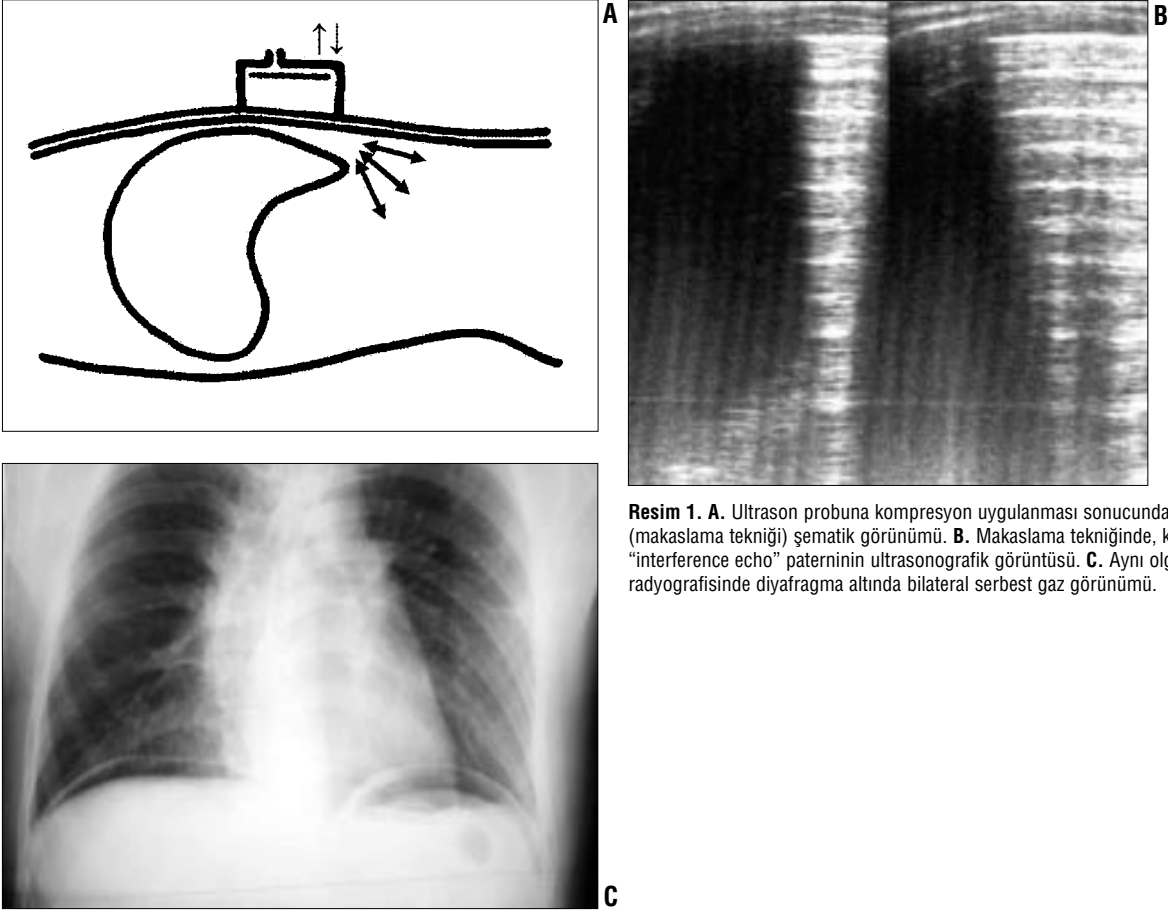 A
B
C
Resim 1. A. Ultrason probuna kompresyon uygulanması sonucunda
(makaslama tekniği) şematik görünümü. B. Makaslama tekniğinde, k
“interference echo” paterninin ultrasonografik görüntüsü. C. Aynı olg
radyografisinde diyafragma altında bilateral serbest gaz görünümü.